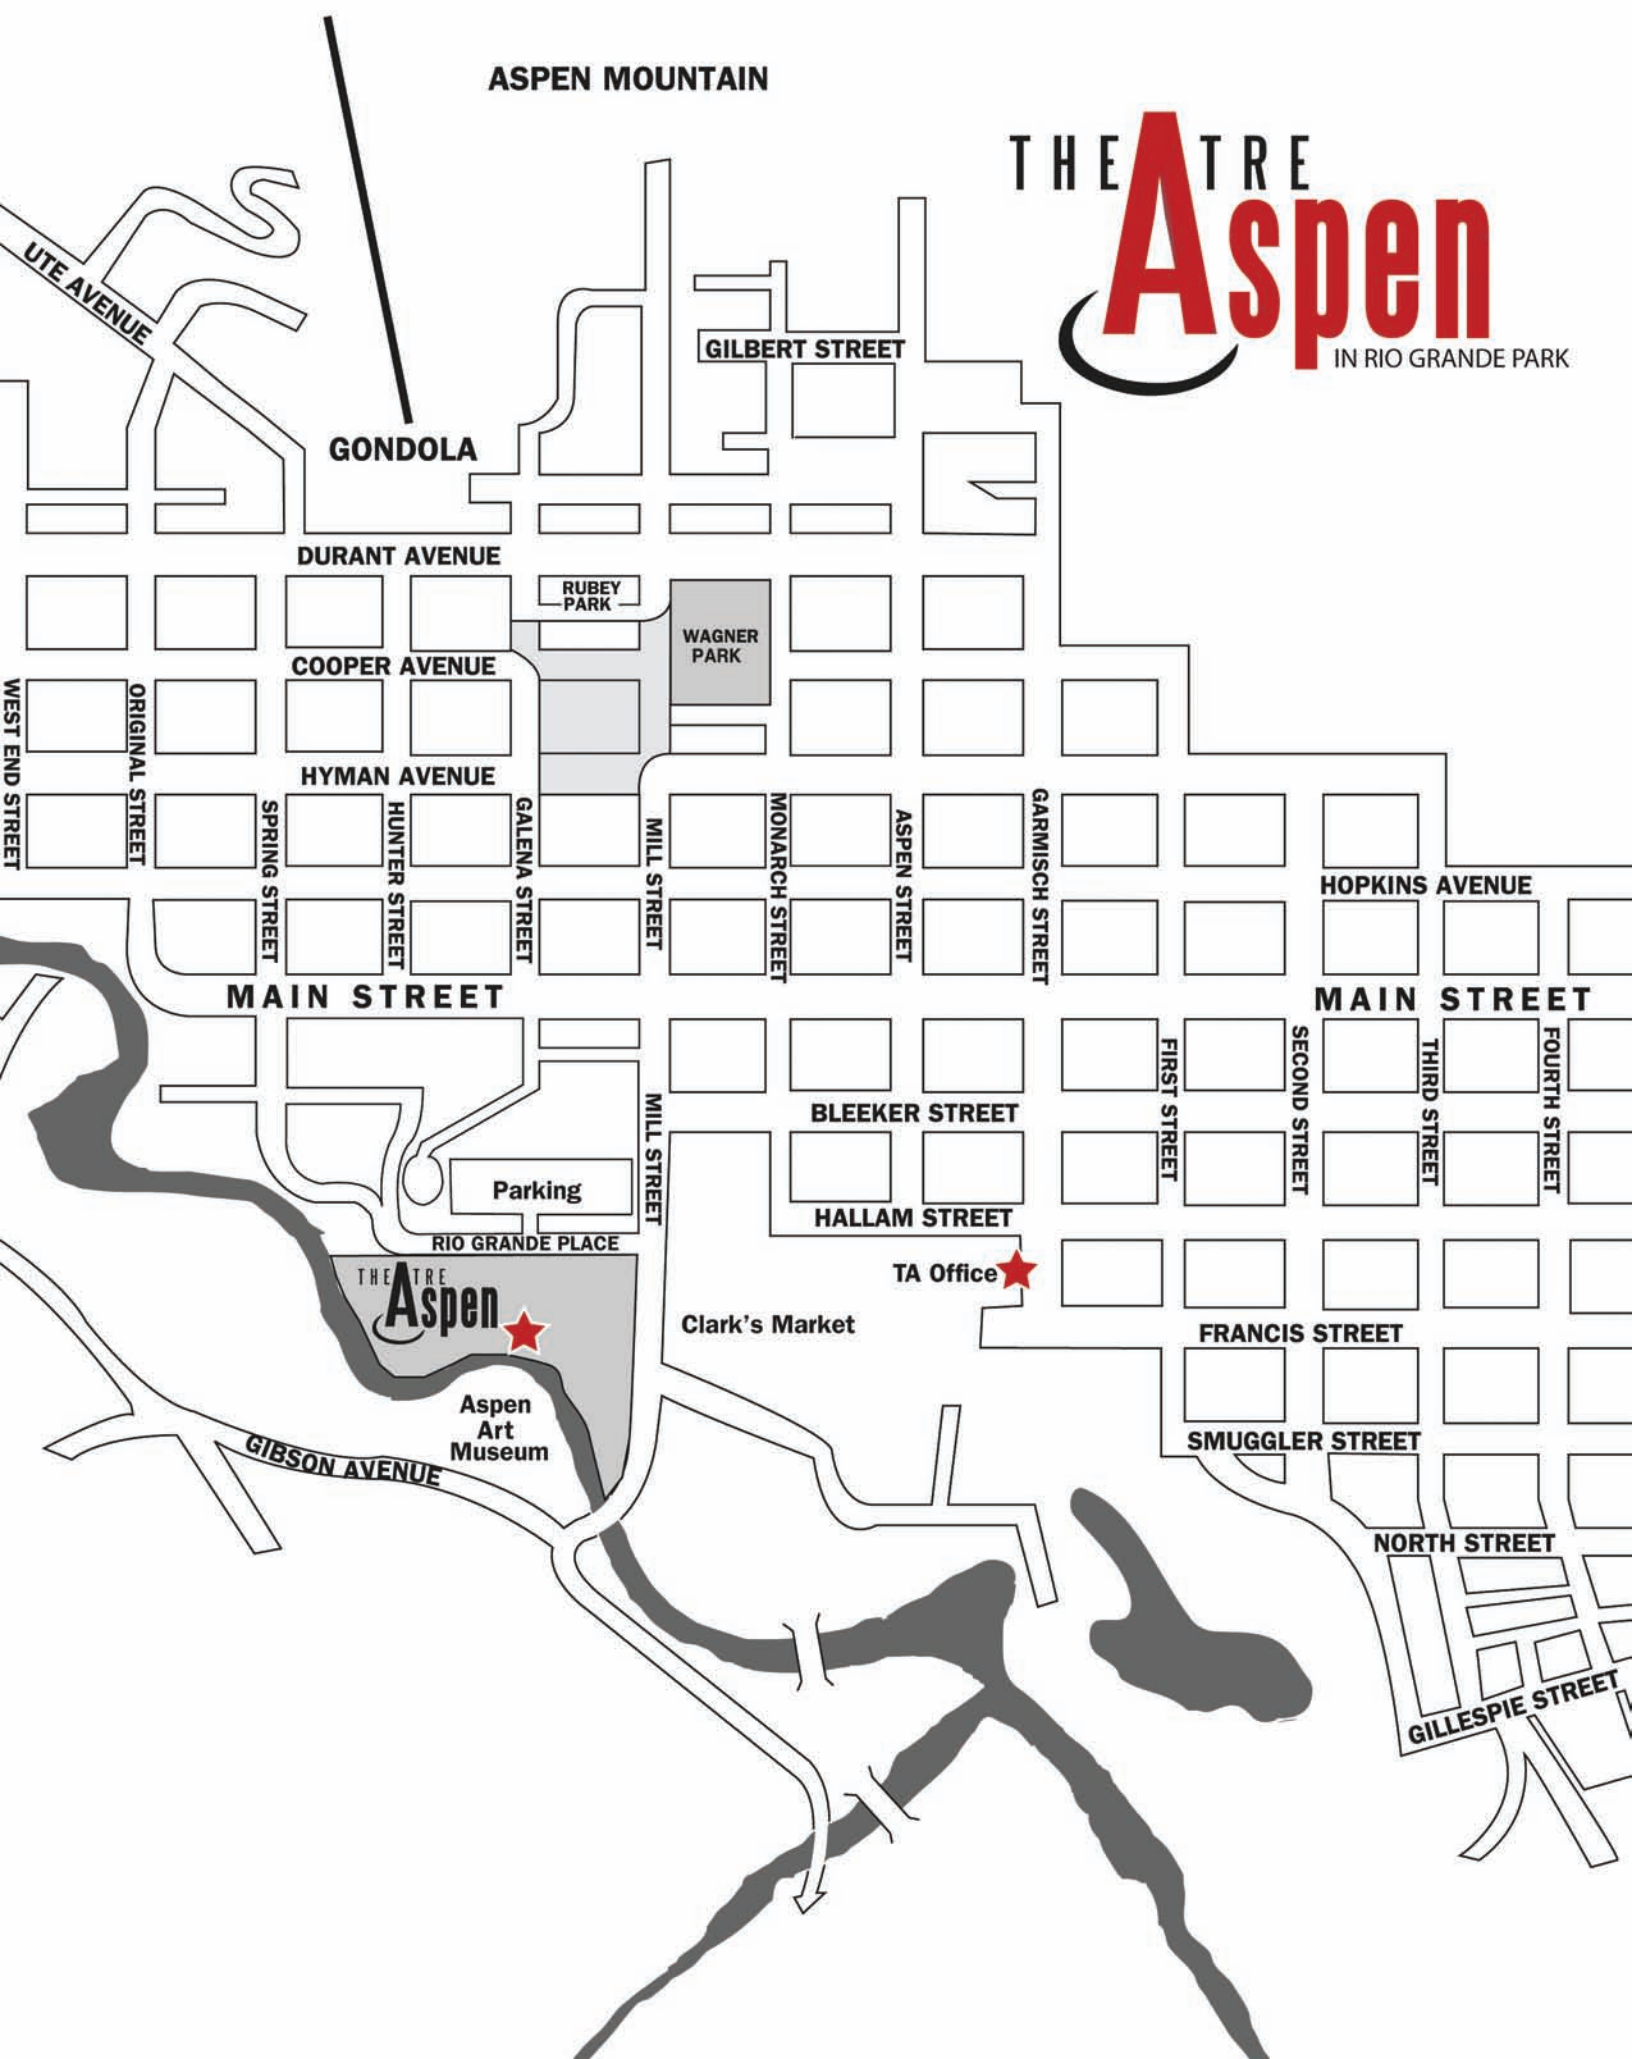 ASPEN MOUNTAIN
THEATRE
Aspen
IN RIO GRANDE PARK
UTE AVENUE
GILBERT STREET
GONDOLA
DURANT AVENUE
RUBEY
PARK
WAGNER
PARK
COOPER AVENUE
WEST END STREET
ORIGINAL STREET
HYMAN AVENUE
SPRING STREET
HUNTER STREET
GALENA STREET
MILL STREET
MONARCH STREET
ASPEN STREET
GARMISCH STREET
HOPKINS AVENUE
MAIN STREET
MAIN STREET
FIRST STREET
SECOND STREET
THIRD STREET
FOURTH STREET
MILL STREET
BLEEKER STREET
Parking
HALLAM STREET
RIO GRANDE PLACE
THEATRE
Aspen
TA Office
Clark's Market
FRANCIS STREET
Aspen
Art
Museum
GIBSON AVENUE
SMUGGLER STREET
NORTH STREET
GILLESPIE STREET